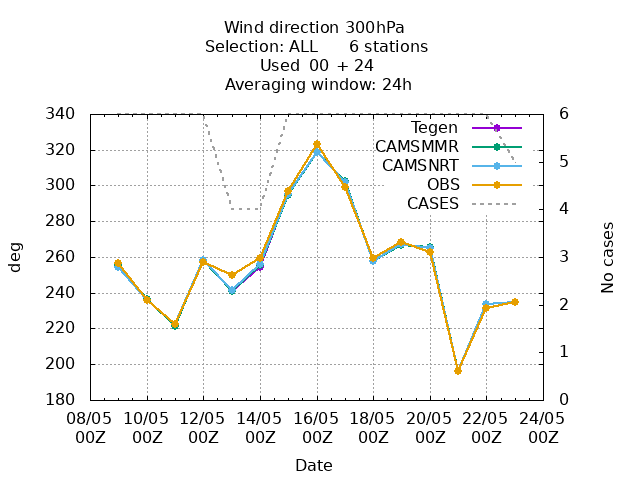 Wind direction 300hPa
Selection: ALL      6 stations
Used  00  + 24
Averaging window: 24h
340
320
300
280
260
240
220
200
180
6
5
4
3
2
1
0
deg
No cases
Tegen
CAMSMMR
CAMSNRT
OBS
CASES
08/05 10/05 12/05 14/05 16/05 18/05 20/05 22/05 24/05
00Z 00Z 00Z 00Z 00Z 00Z 00Z 00Z 00Z
Date